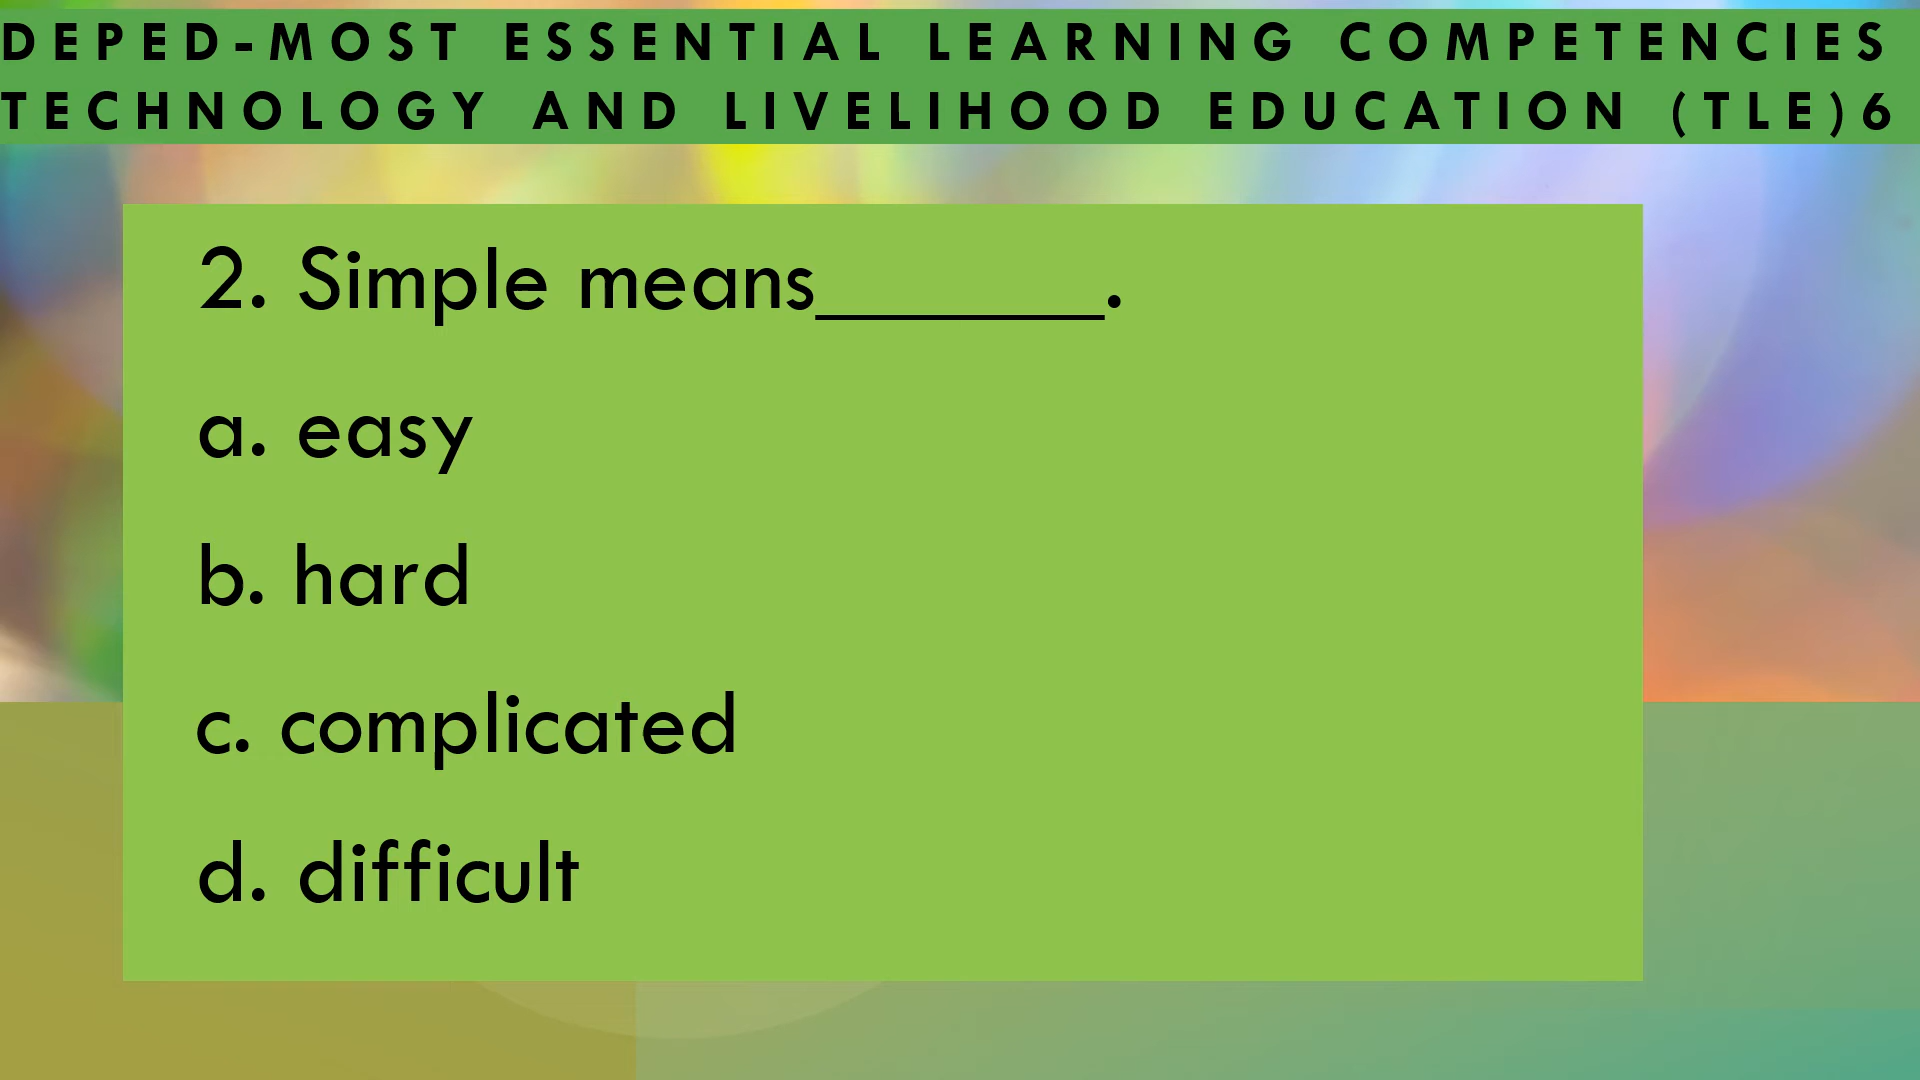 DEPED-MOST ESSENTIAL LEARNING COMPETENCIES
TECHNOLOGY AND LIVELIHOOD EDUCATION (TLE)6
2. Simple means_______.
a. easy
b. hard
c. complicated
d. difficult